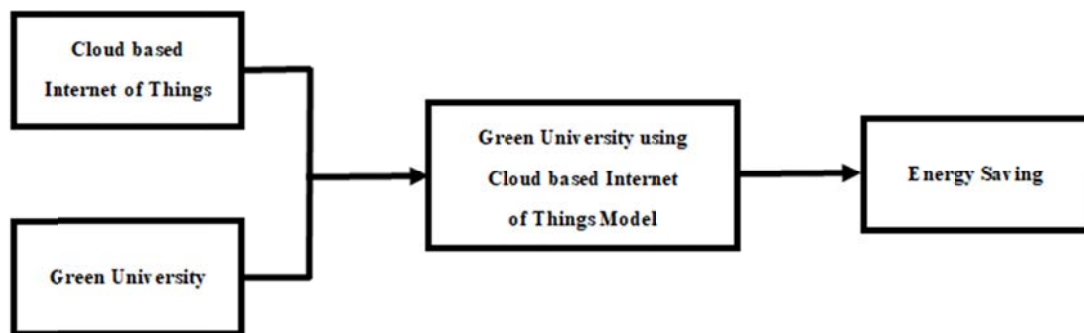 Cloud based
Internet of Things
Green University using
Cloud based Internet
of Things Model
Energy Saving
Green University